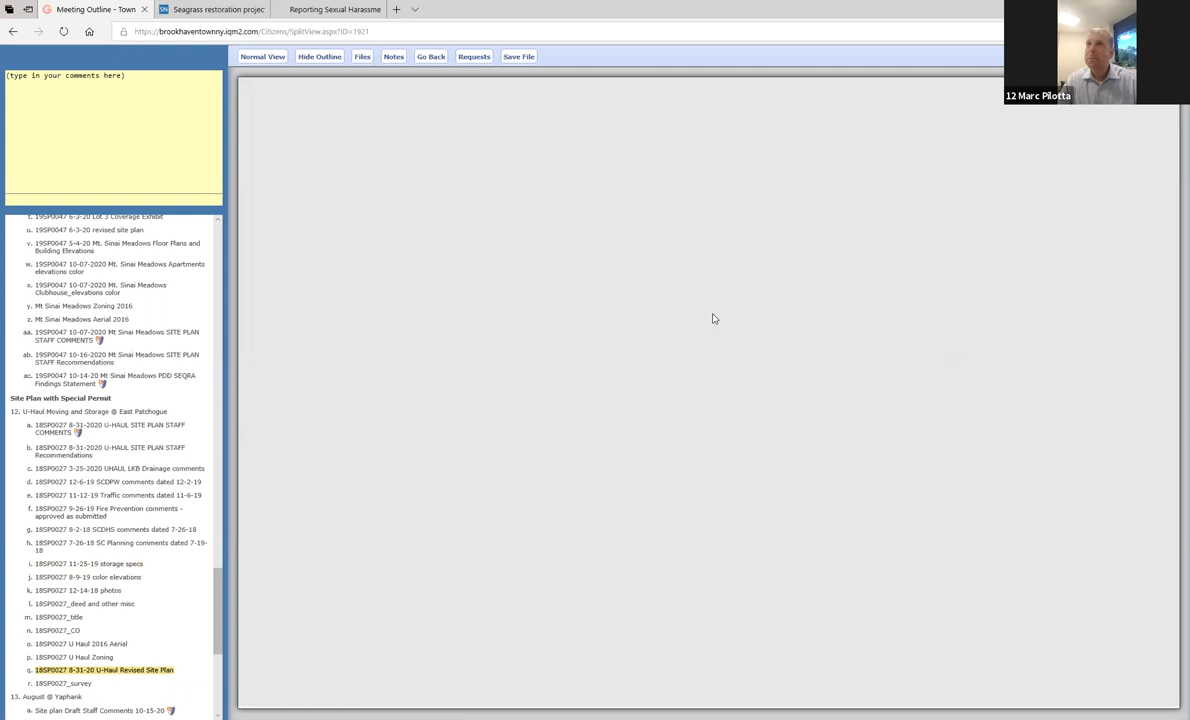 Meeting Outline - Town
Seagrass restoration projec
Reporting Sexual Harassme
https://brookhaventownny.iqm2.com/Citizens/SplitView.aspx?ID=1921
Normal View
Hide Outline
Files
Notes
Go Back
Requests
Save File
12 Marc Pilotta
(type in your comments here)
t. 19SP0047 6-3-20 Lot 3 Coverage Exhibit
u. 19SP0047 6-3-20 revised site plan
v. 19SP0047 5-4-20 Mt. Sinai Meadows Floor Plans and
Building Elevations
w. 19SP0047 10-07-2020 Mt. Sinai Meadows Apartments
elevations color
x. 19SP0047 10-07-2020 Mt. Sinai Meadows
Clubhouse_elevations color
y. Mt Sinai Meadows Zoning 2016
z. Mt Sinai Meadows Aerial 2016
aa. 19SP0047 10-07-2020 Mt Sinai Meadows SITE PLAN
STAFF COMMENTS
ab. 19SP0047 10-16-2020 Mt Sinai Meadows SITE PLAN
STAFF Recommendations
ac. 19SP0047 10-14-20 Mt Sinai Meadows PDD SEQRA
Findings Statement
Site Plan with Special Permit
12. U-Haul Moving and Storage @ East Patchogue
a. 18SP0027 8-31-2020 U-HAUL SITE PLAN STAFF
COMMENTS
b. 18SP0027 8-31-2020 U-HAUL SITE PLAN STAFF
Recommendations
c. 18SP0027 3-25-2020 UHAUL LKB Drainage comments
d. 18SP0027 12-6-19 SCDPW comments dated 12-2-19
e. 18SP0027 11-12-19 Traffic comments dated 11-6-19
f. 18SP0027 9-26-19 Fire Prevention comments -
approved as submitted
g. 18SP0027 8-2-18 SCDHS comments dated 7-26-18
h. 18SP0027 7-26-18 SC Planning comments dated 7-19-
18
i. 18SP0027 11-25-19 storage specs
j. 18SP0027 8-9-19 color elevations
k. 18SP0027 12-14-18 photos
l. 18SP0027_deed and other misc
m. 18SP0027_title
n. 18SP0027_CO
o. 18SP0027 U Haul 2016 Aerial
p. 18SP0027 U Haul Zoning
q. 18SP0027 8-31-20 U-Haul Revised Site Plan
r. 18SP0027_survey
13. August @ Yaphank
a. Site plan Draft Staff Comments 10-15-20